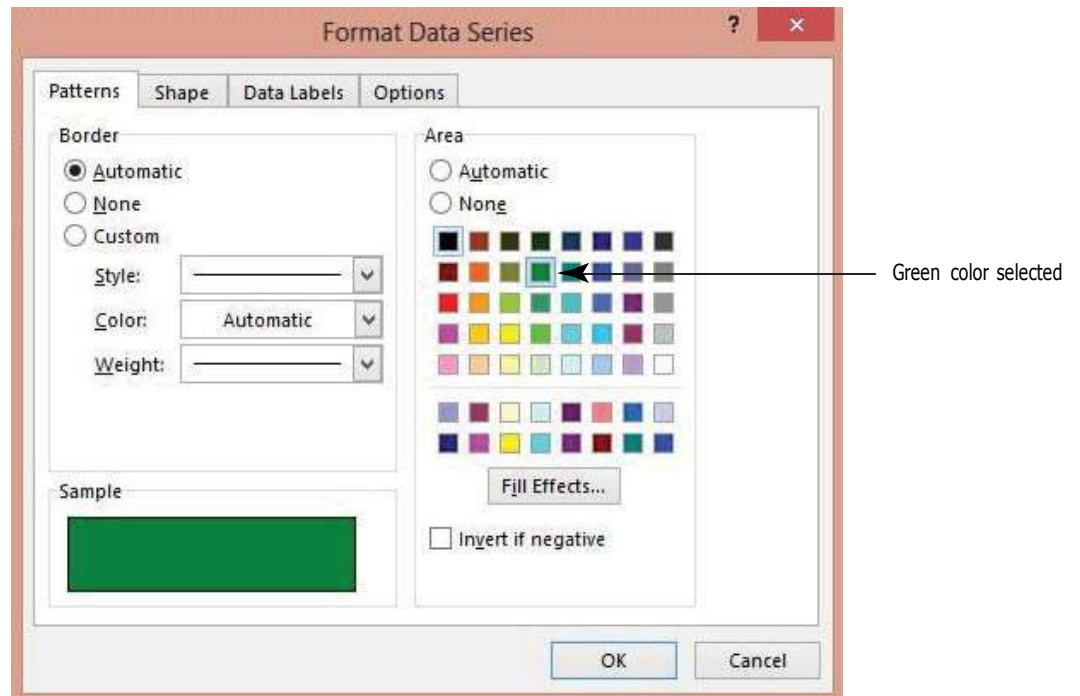 Format Data Series
?
Patterns
Shape
Data Labels
Options
Border
Automatic
None
Custom
Style:
Color:
Automatic
Weight:
Sample
Area
Automatic
None
Green color selected
Fill Effects...
Invert if negative
OK
Cancel